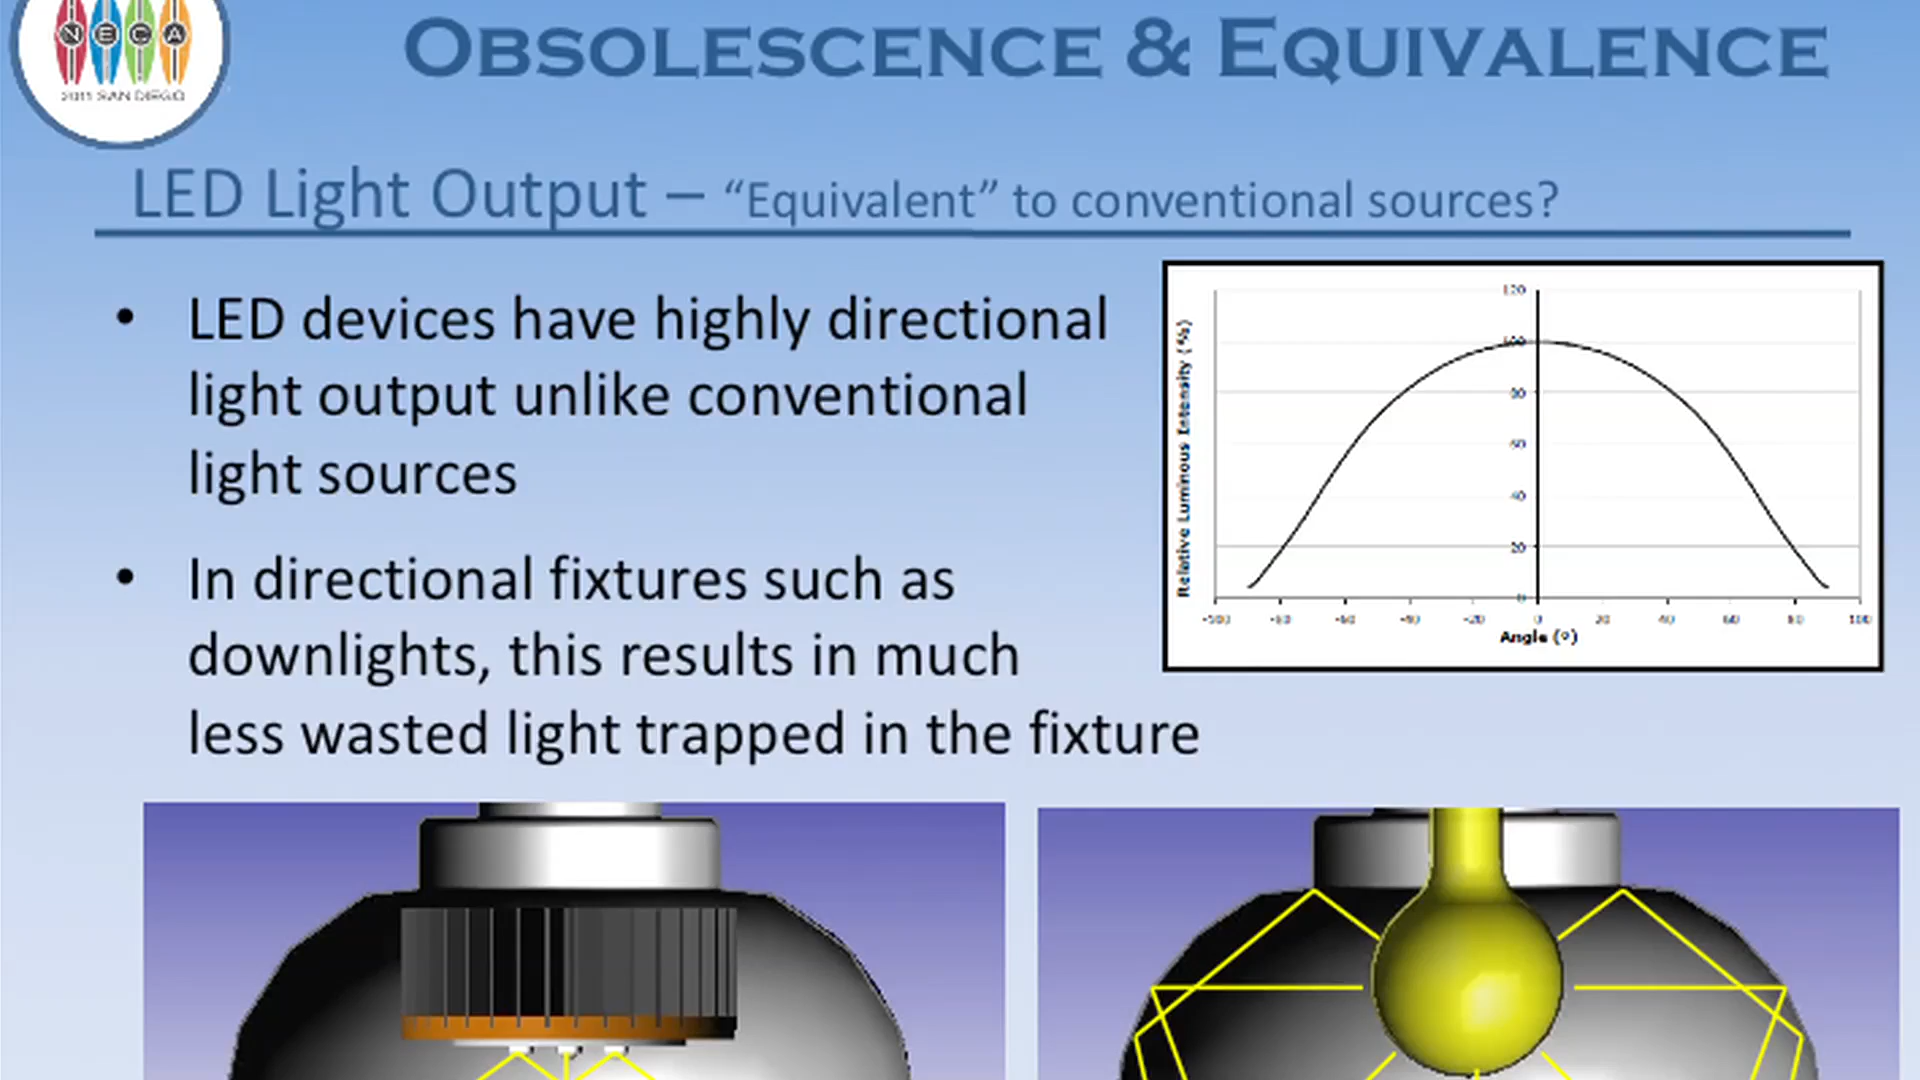 N E C A
2011 SAN DIEGO
OBSOLESCENCE & EQUIVALENCE
LED Light Output – “Equivalent” to conventional sources?
• LED devices have highly directional
light output unlike conventional
light sources
• In directional fixtures such as
downlights, this results in much
less wasted light trapped in the fixture
Relative Luminous Intensity (%)
120
100
80
60
40
20
0
-100 -80 -60 -40 -20 0 20 40 60 80 100
Angle (º)